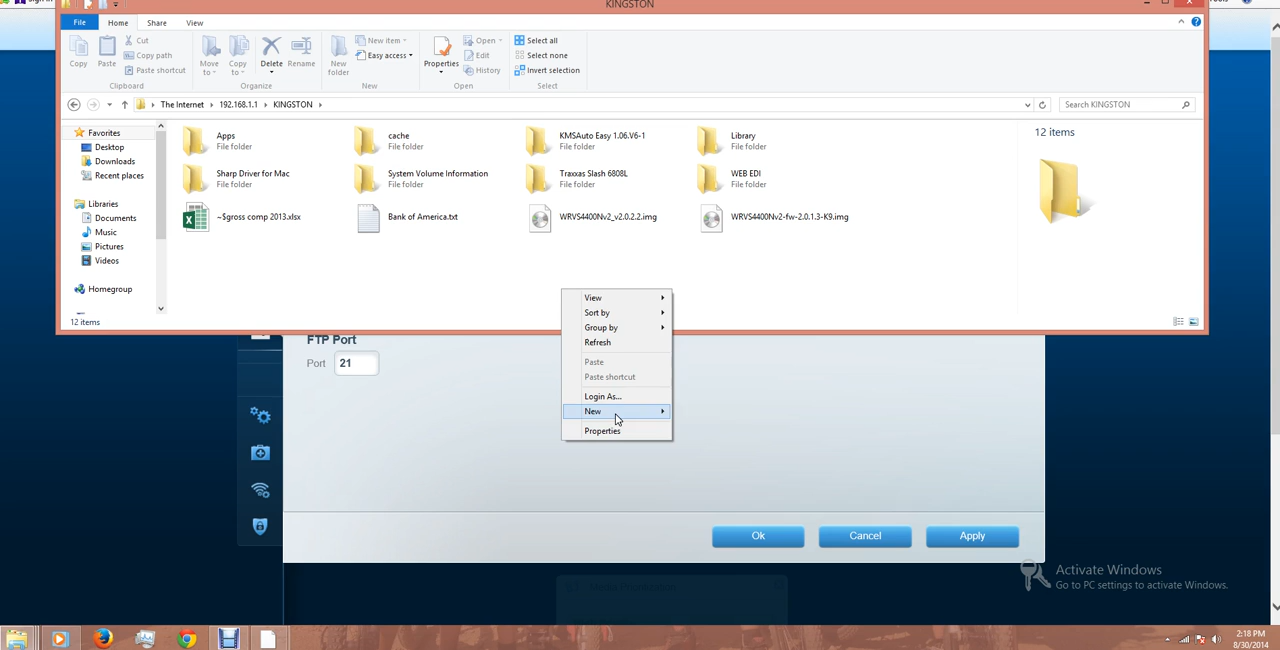 KINGSTON
File Home Share View
Copy
Paste
Cut
Copy path
Paste shortcut
Clipboard
Move to
Copy to
Delete
Rename
Organize
New folder
New item
Easy access
New
Properties
Open
Edit
History
Open
Select all
Select none
Invert selection
Select
The Internet 192.168.1.1 KINGSTON
Search KINGSTON
Favorites
Desktop
Downloads
Recent places
Libraries
Documents
Music
Pictures
Videos
Homegroup
Apps
File folder
cache
File folder
KMSAuto Easy 1.06.V6-1
File folder
Library
File folder
Sharp Driver for Mac
File folder
System Volume Information
File folder
Traxxas Slash 6808L
File folder
WEB EDI
File folder
~$gross comp 2013.xlsx
Bank of America.txt
WRVS4400Nv2_v2.0.2.2.img
WRVS4400Nv2-fw-2.0.1.3-K9.img
12 items
12 items
View
Sort by
Group by
Refresh
Paste
Paste shortcut
Login As...
New
Properties
FTP Port
Port 21
Ok
Cancel
Apply
Activate Windows
Go to PC settings to activate Windows.
2:18 PM
8/30/2014